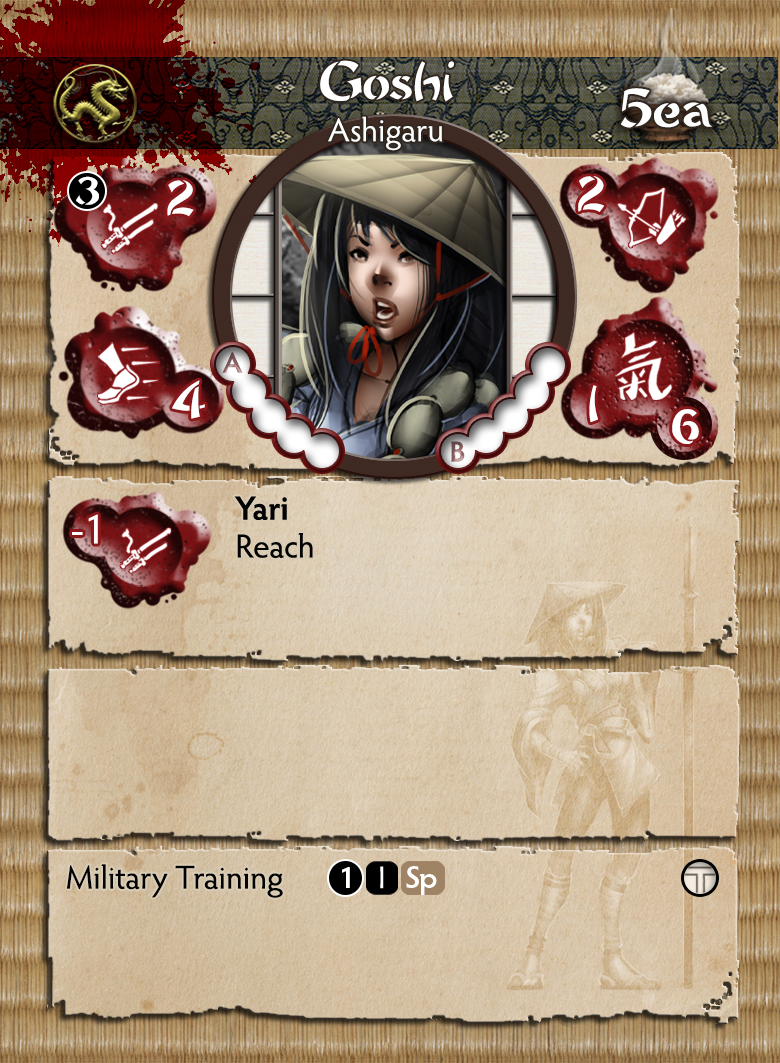 Goshi
5ea
Ashigaru
3 2
2
4
氣
1 6
A
B
-1
Yari
Reach
Military Training 1 I Sp T